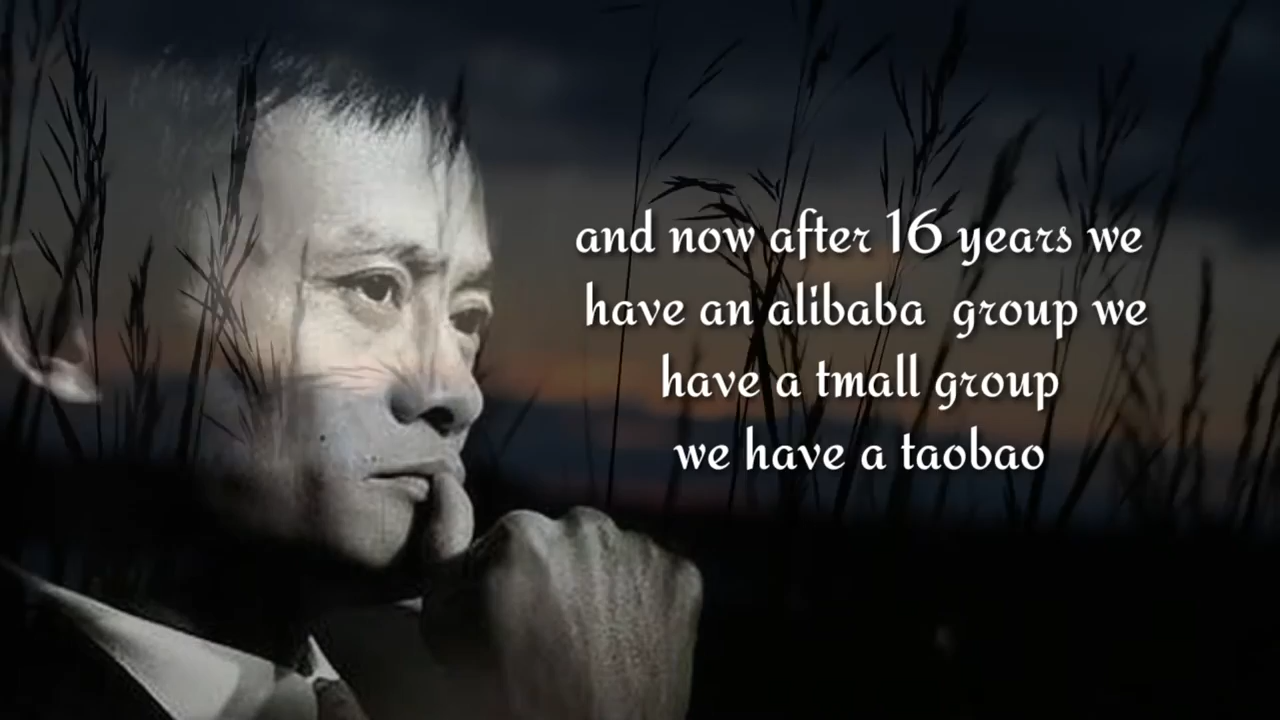 and now after 16 years we
have an alibaba group we
have a tmall group
we have a taobao